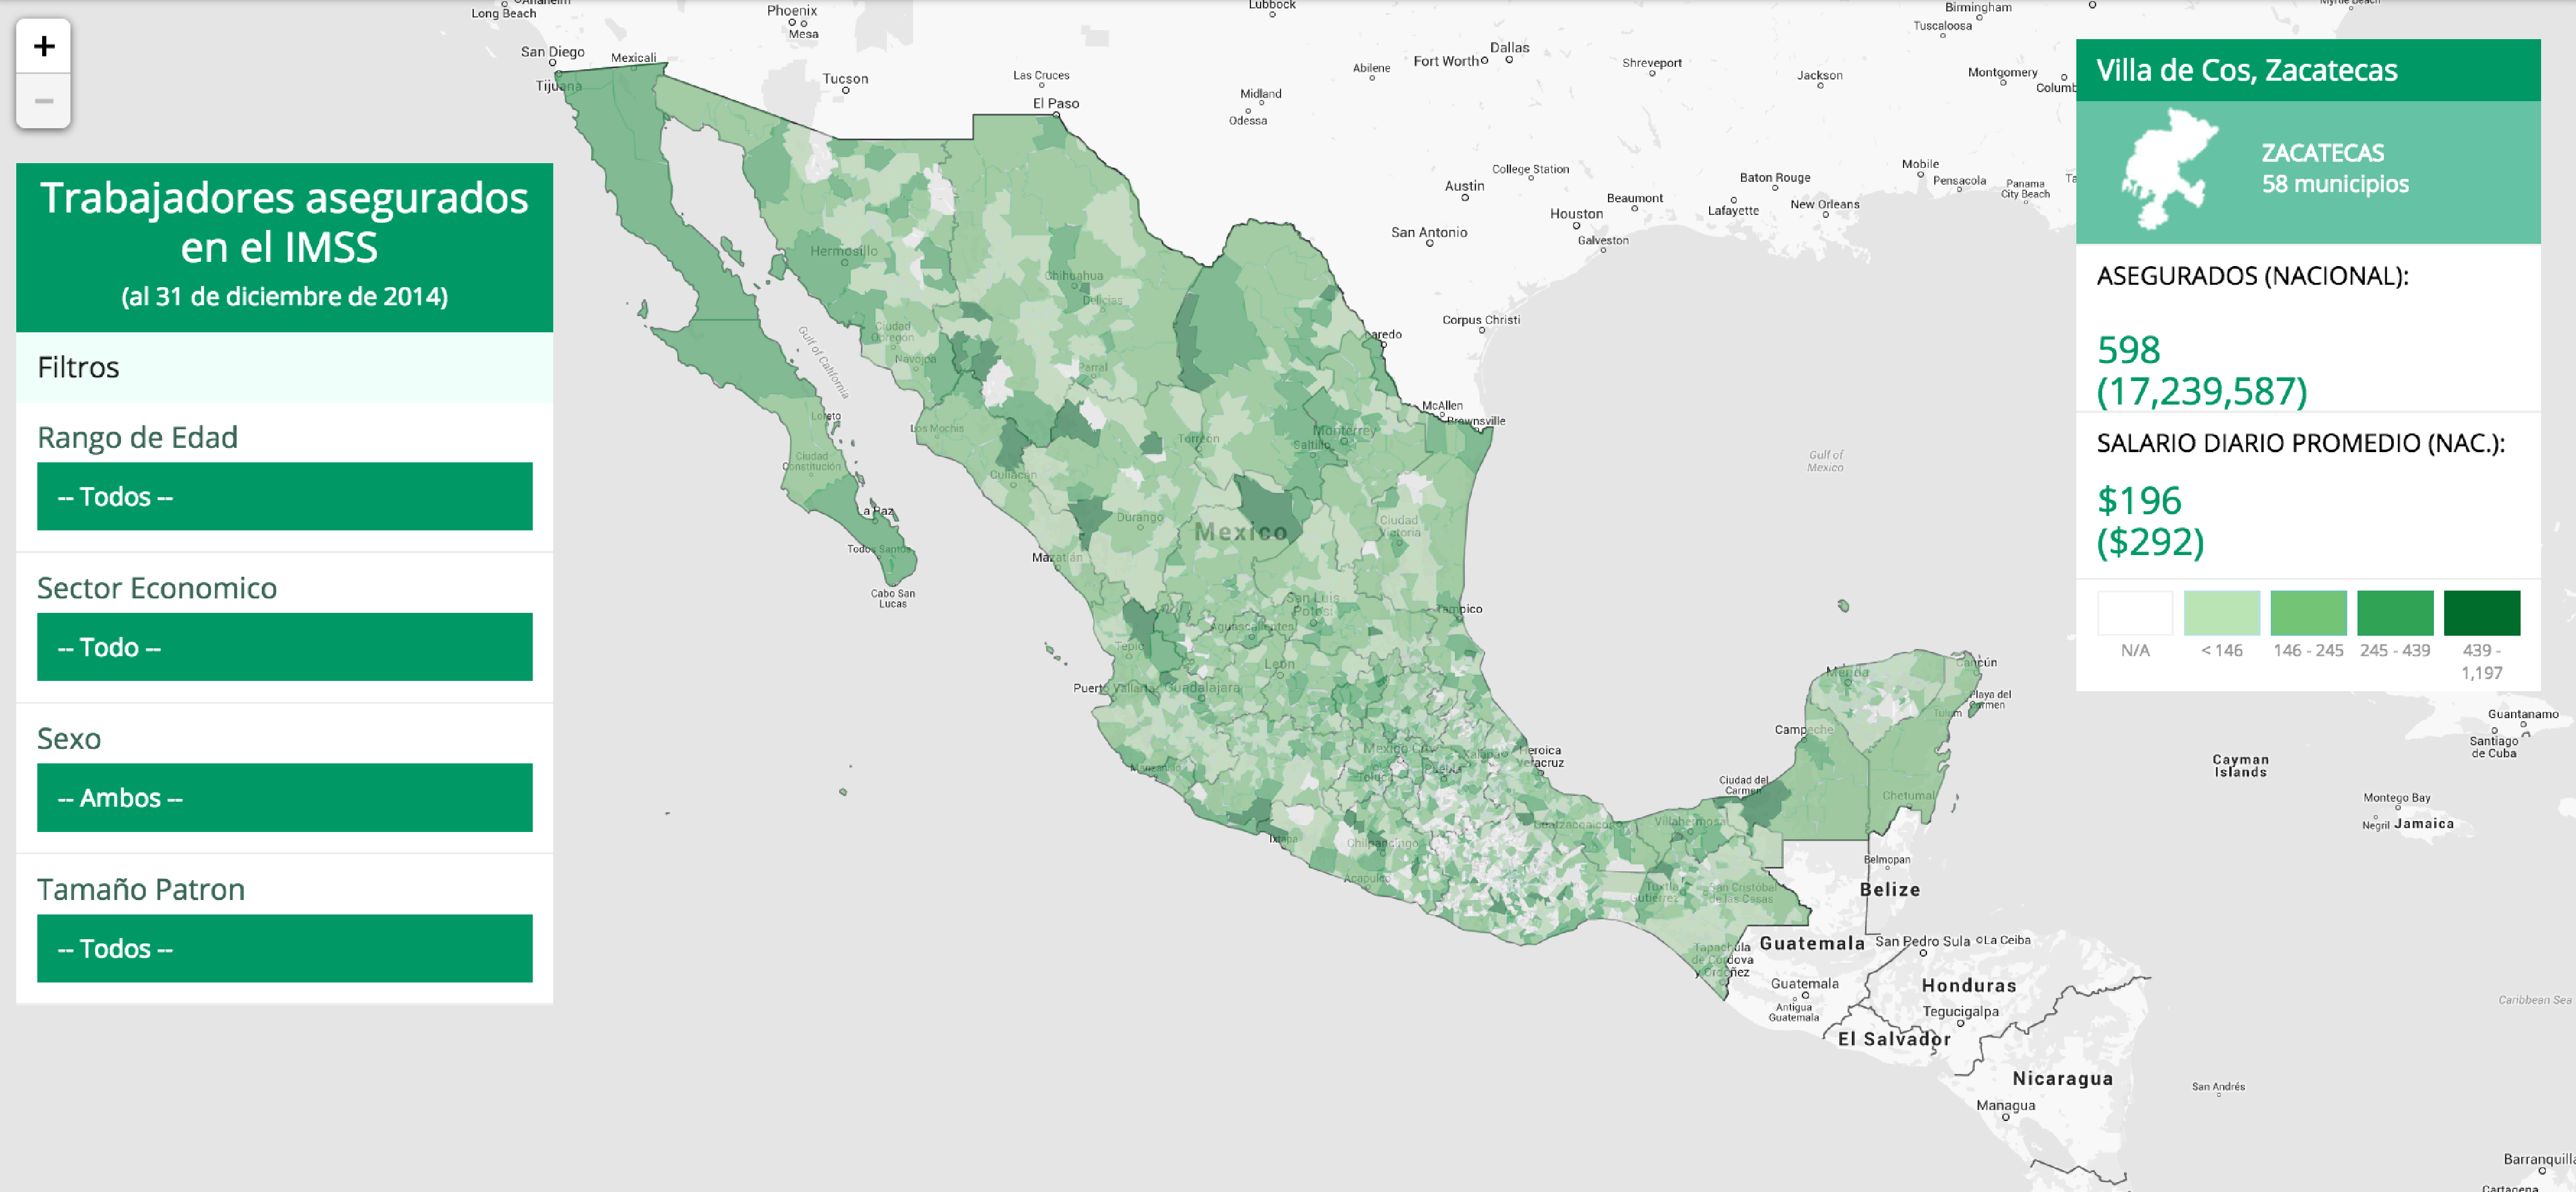 +
−
Trabajadores asegurados
en el IMSS
(al 31 de diciembre de 2014)
Filtros
Rango de Edad
-- Todos --
Sector Economico
-- Todo --
Sexo
-- Ambos --
Tamaño Patron
-- Todos --
Villa de Cos, Zacatecas
ZACATECAS
58 municipios
ASEGURADOS (NACIONAL):
598
(17,239,587)
SALARIO DIARIO PROMEDIO (NAC.):
$196
($292)
N/A
< 146
146 - 245
245 - 439
439 -
1,197
Long Beach
Phoenix
Mesa
Lubbock
Birmingham
Tuscaloosa
San Diego
Mexicali
Tijuana
Tucson
Las Cruces
El Paso
Abilene
Fort Worth
Dallas
Shreveport
Jackson
Montgomery
Midland
Odessa
College Station
Austin
Houston
Beaumont
Baton Rouge
Lafayette
New Orleans
Mobile
Pensacola
Panama
City Beach
San Antonio
Galveston
Corpus Christi
McAllen
Brownsville
Hermosillo
Chihuahua
Delicias
Ciudad
Obregon
Navojoa
Parral
Gulf of California
Loreto
Los Mochis
Ciudad
Constitución
Culiacán
Torreón
Monterrey
Saltillo
La Paz
Todos Santos
Cabo San
Lucas
Durango
Mexico
Ciudad
Victoria
Mazatlán
Gulf of
Mexico
San Luis
Potosí
Tampico
Aguascalientes
Tepic
León
Puerto Vallarta
Guadalajara
Manzanillo
Mexico City
Toluca
Puebla
Xalapa
Heroica
Veracruz
Ixtapa
Chilpancingo
Acapulco
Coatzacoalcos
Villahermosa
Ciudad del
Carmen
Campeche
Mérida
Cancún
Playa del
Carmen
Tulum
Chetumal
Tuxtla
Gutiérrez
San Cristóbal
de las Casas
Tapachula
de Córdova
y Ordoñez
Belmopan
Belize
Guatemala
San Pedro Sula
La Ceiba
Guatemala
Antigua
Guatemala
Honduras
Tegucigalpa
El Salvador
Nicaragua
Managua
San Andrés
Cayman
Islands
Guantanamo
Santiago
de Cuba
Montego Bay
Negril
Jamaica
Caribbean Sea